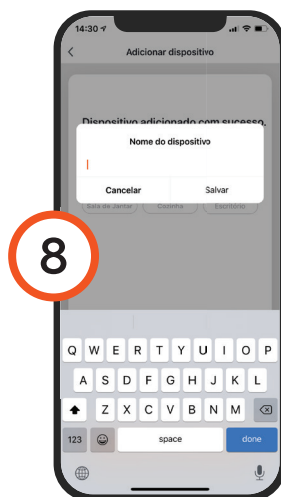 14:30
Adicionar dispositivo
Dispositivo adicionado com sucesso.
Nome do dispositivo
Cancelar Salvar
Sala de Jantar Cozinha Escritório
8
Q W E R T Y U I O P
A S D F G H J K L
Z X C V B N M
123 space done